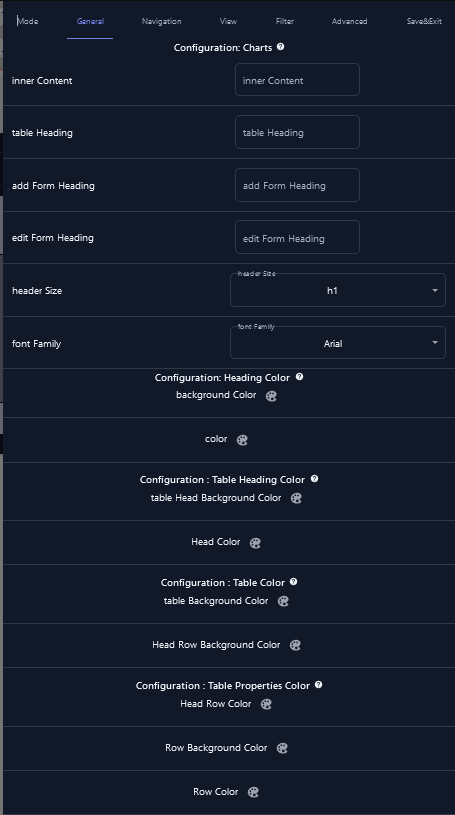 Mode General Navigation View Filter Advanced Save&Exit
Configuration: Charts
inner Content inner Content
table Heading table Heading
add Form Heading add Form Heading
edit Form Heading edit Form Heading
header Size
header Size h1
font Family
font Family Arial
Configuration: Heading Color
background Color
color
Configuration : Table Heading Color
table Head Background Color
Head Color
Configuration : Table Color
table Background Color
Head Row Background Color
Configuration : Table Properties Color
Head Row Color
Row Background Color
Row Color